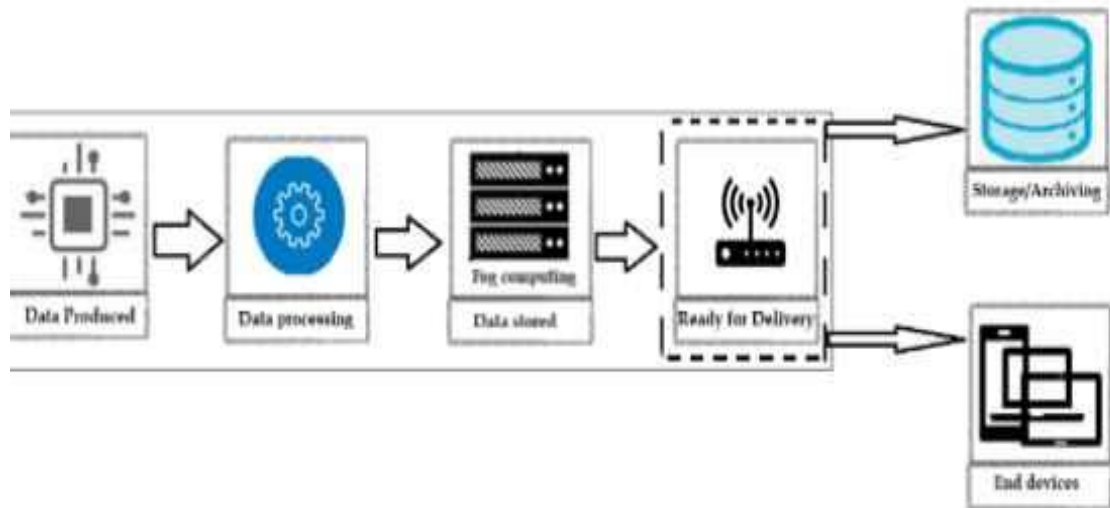 Data Produced
Data processing
Fog computing
Data stored
Ready for Delivery
Storage/Archiving
End devices